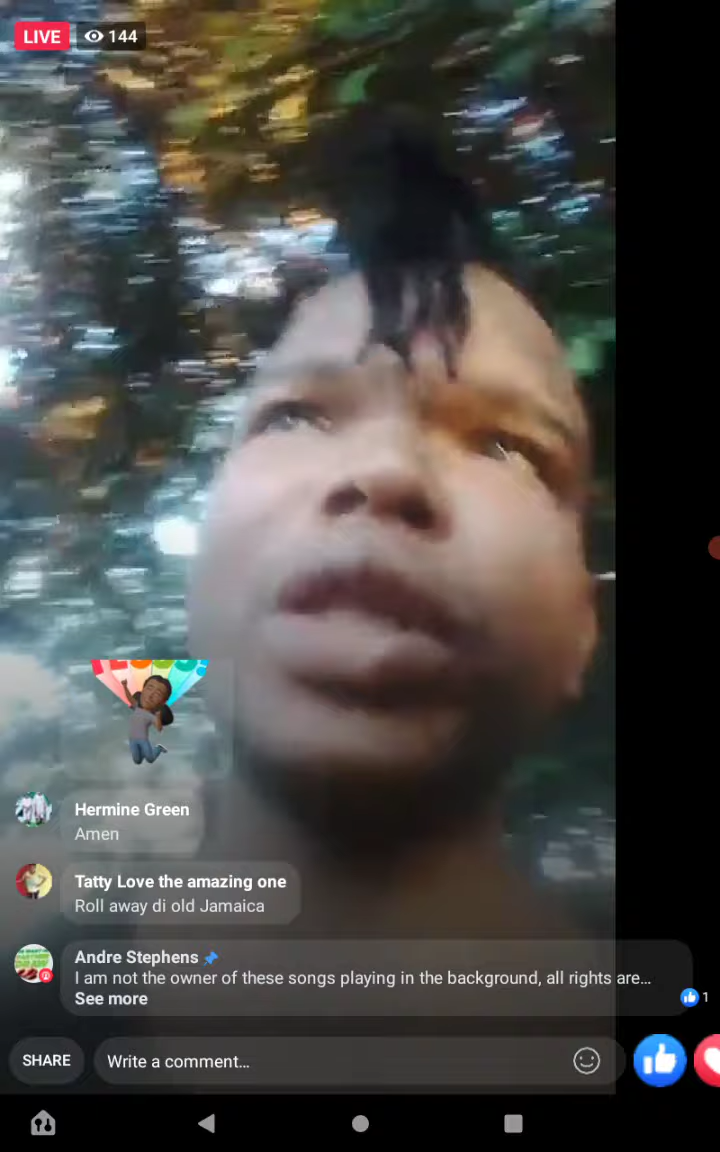 LIVE 144
Hermine Green
Amen
Tatty Love the amazing one
Roll away di old Jamaica
Andre Stephens
I am not the owner of these songs playing in the background, all rights are...
See more
1
SHARE Write a comment...